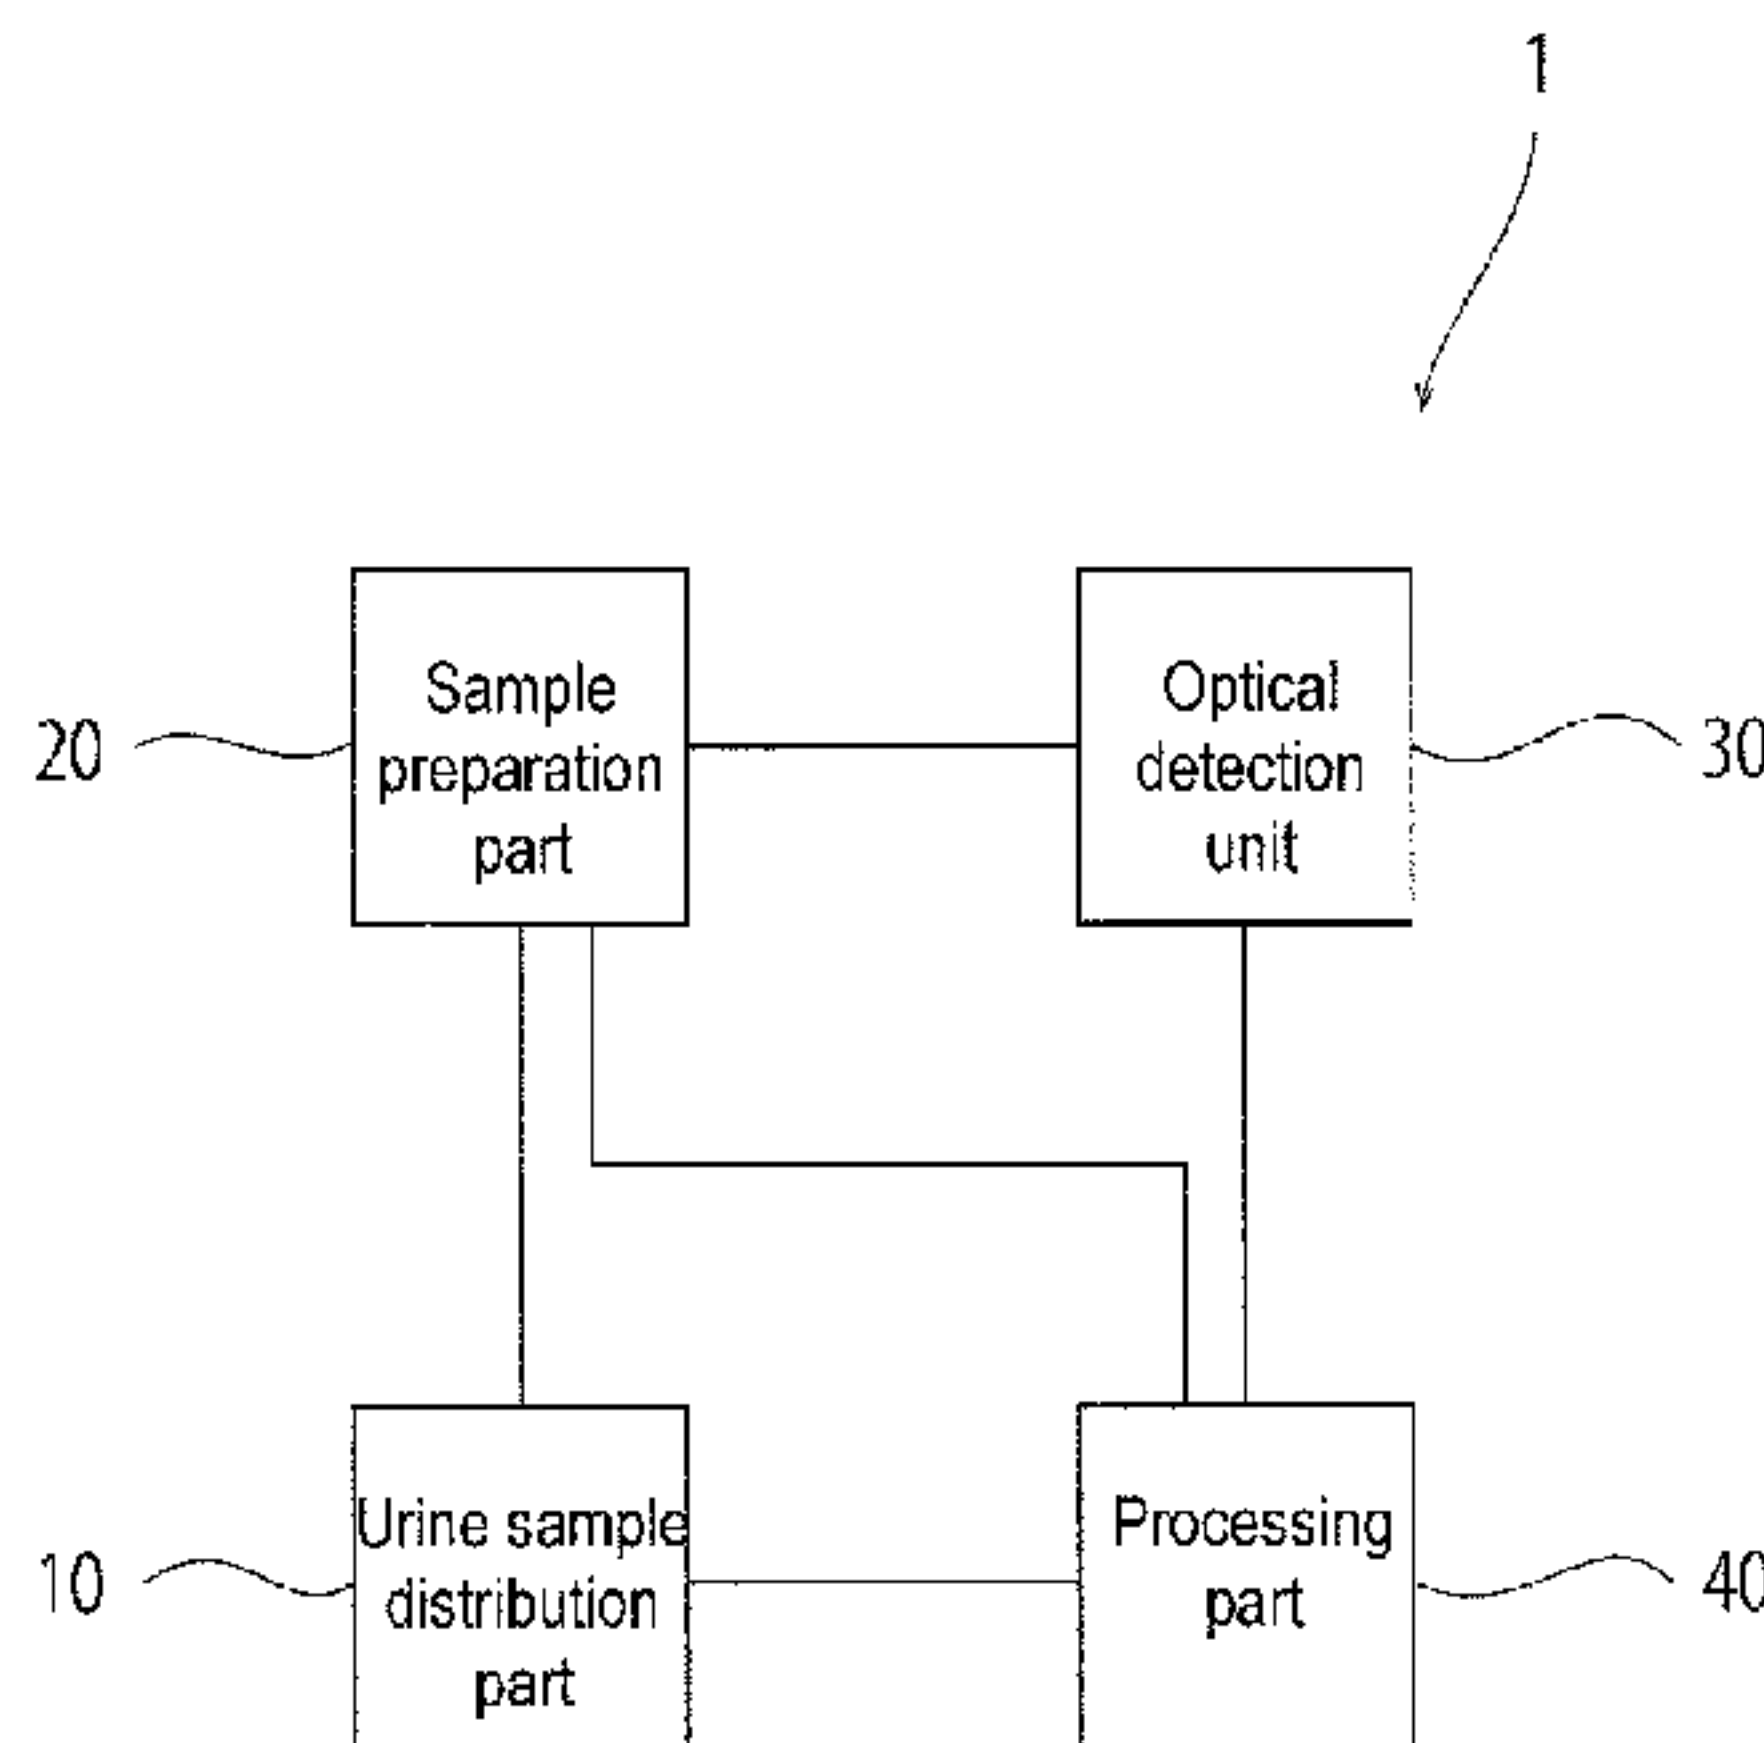 1
Sample
preparation
part
Optical
detection
unit
20
30
Urine sample
distribution
part
Processing
part
10
40